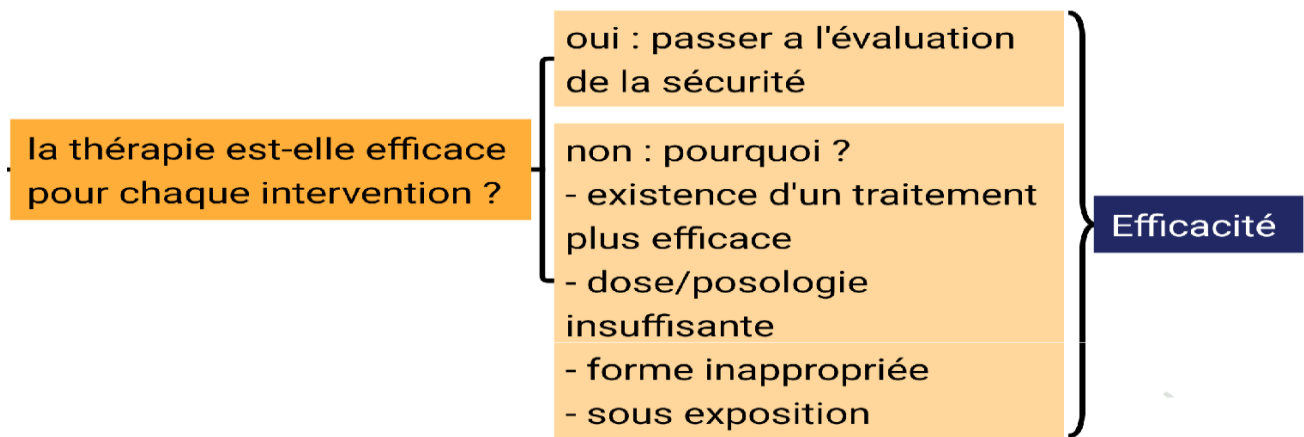 la thérapie est-elle efficace
pour chaque intervention ?
oui : passer a l'évaluation
de la sécurité
non : pourquoi ?
- existence d'un traitement
plus efficace
- dose/posologie
insuffisante
- forme inappropriée
- sous exposition
Efficacité